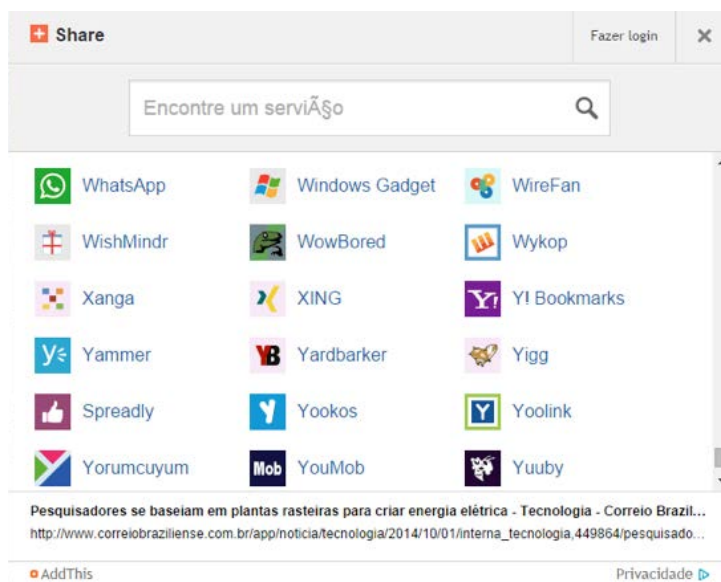 Share Fazer login
Encontre um serviÃ§o
WhatsApp Windows Gadget WireFan
WishMindr WowBored Wykop
Xanga XING Y! Bookmarks
Yammer Yardbarker Yigg
Spreadly Yookos Yoolink
Yorumcuyum Mob YouMob Yuuby
Pesquisadores se baseiam em plantas rasteiras para criar energia elétrica - Tecnologia - Correio Brazil...
http://www.correiobraziliense.com.br/app/noticia/tecnologia/2014/10/01/interna_tecnologia,449864/pesquisado...
AddThis Privacidade